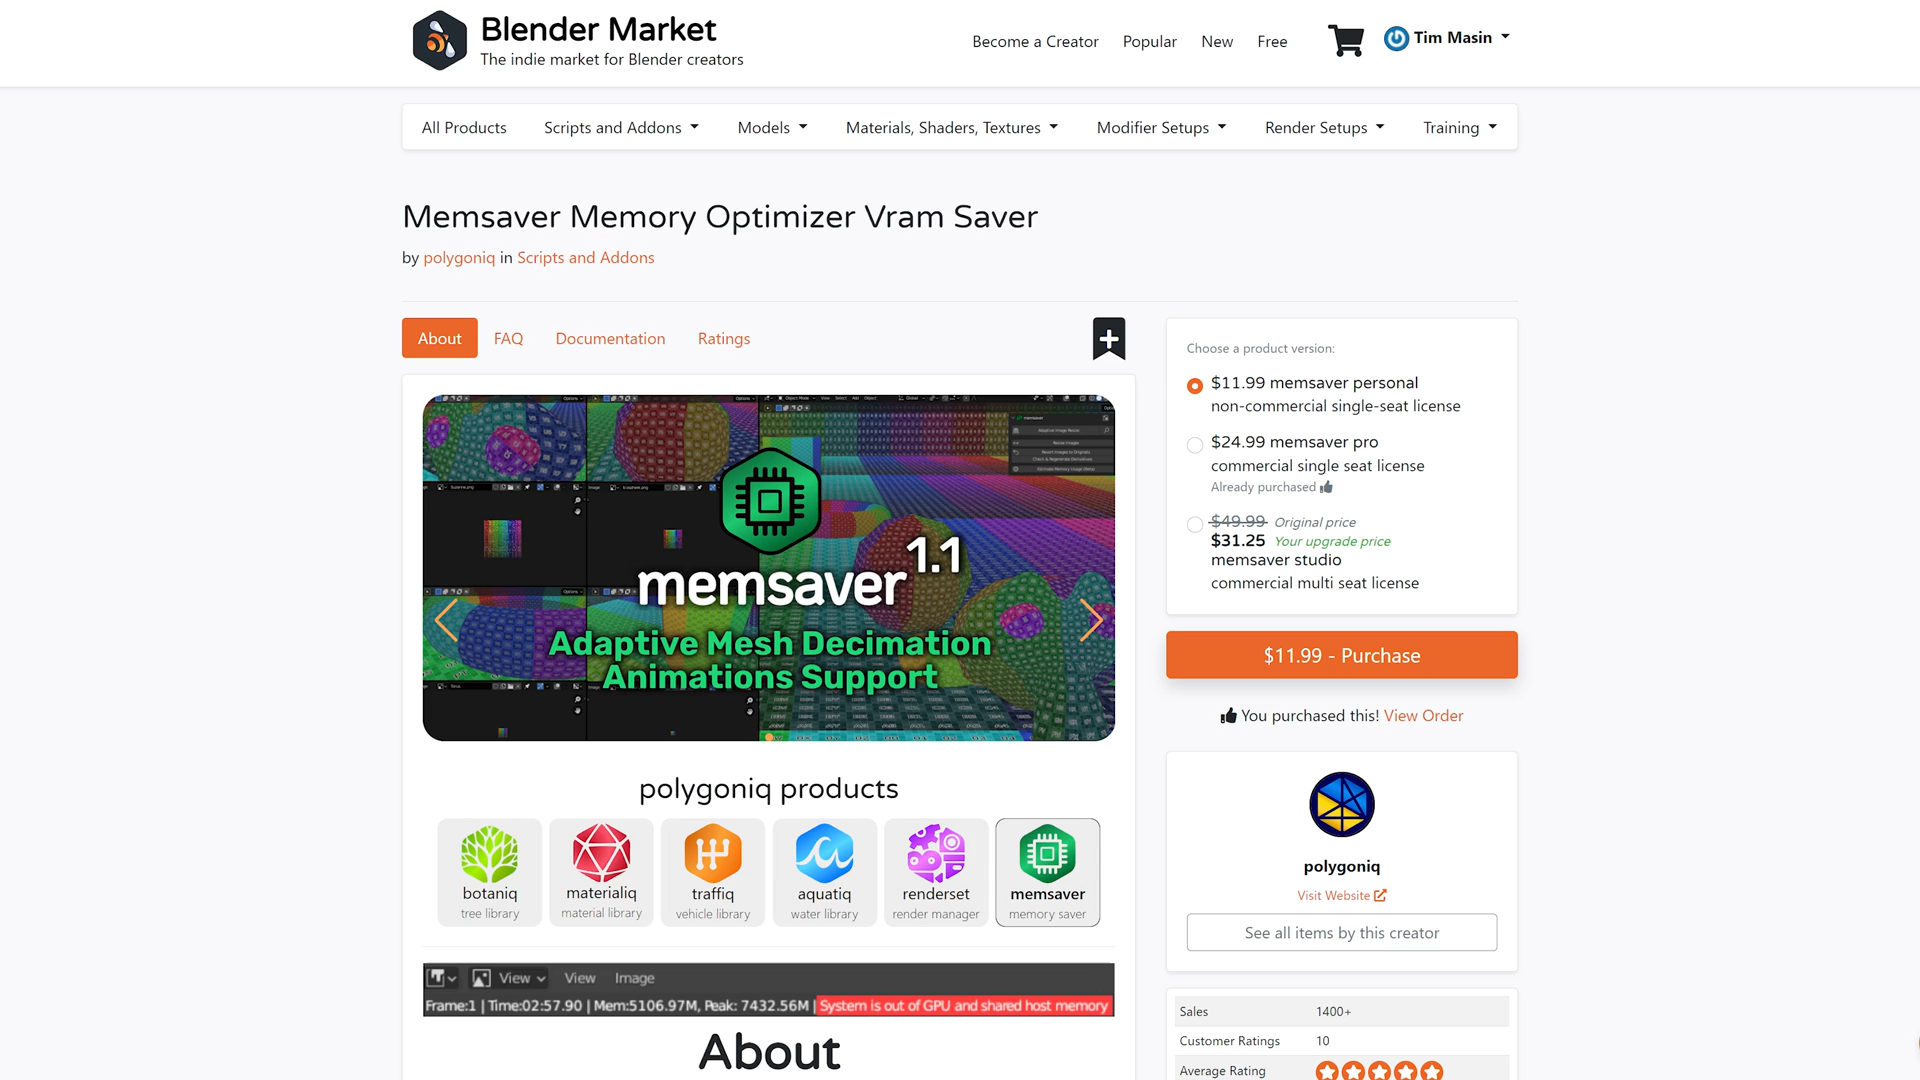 Blender Market
The indie market for Blender creators
Become a Creator
Popular
New
Free
Tim Masin
All Products
Scripts and Addons
Models
Materials, Shaders, Textures
Modifier Setups
Render Setups
Training
Memsaver Memory Optimizer Vram Saver
by polygoniq in Scripts and Addons
About
FAQ
Documentation
Ratings
memsaver 1.1
Adaptive Mesh Decimation
Animations Support
polygoniq products
botaniq
tree library
materialiq
material library
traffiq
vehicle library
aquatiq
water library
renderset
render manager
memsaver
memory saver
View
View
Image
Frame:1 | Time:02:57.90 | Mem:5106.97M, Peak: 7432.56M | System is out of GPU and shared host memory
About
Choose a product version:
$11.99 memsaver personal
non-commercial single-seat license
$24.99 memsaver pro
commercial single seat license
Already purchased
$49.99 Original price
$31.25 Your upgrade price
memsaver studio
commercial multi seat license
$11.99 - Purchase
You purchased this! View Order
polygoniq
Visit Website
See all items by this creator
Sales 1400+
Customer Ratings 10
Average Rating